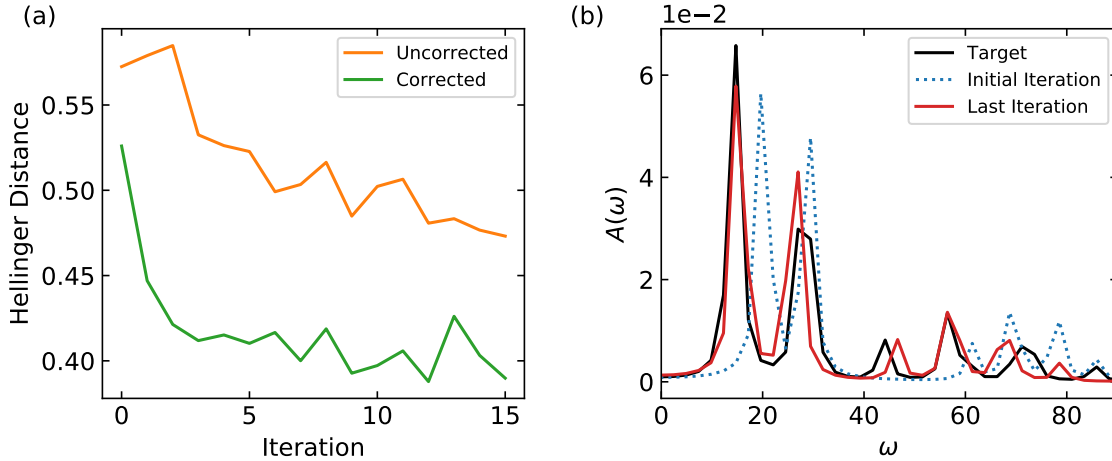 (a)
Uncorrected
Corrected
0.55
0.50
0.45
0.40
Hellinger Distance
0
5
10
15
Iteration
(b)
1e−2
Target
Initial Iteration
Last Iteration
6
4
2
0
A(ω)
0
20
40
60
80
ω